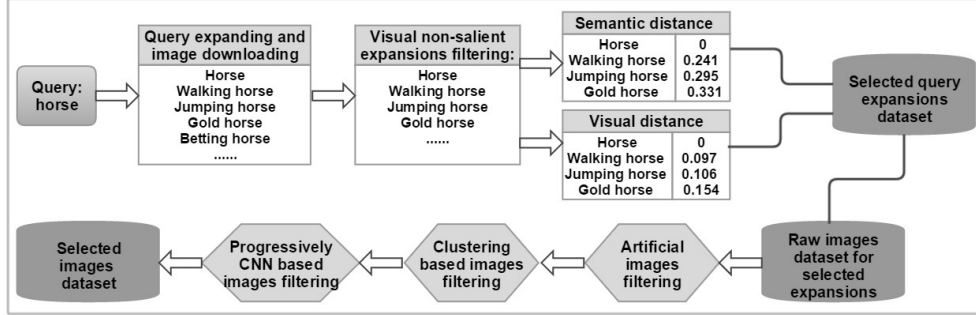 Query:
horse
Query expanding and
image downloading
Horse
Walking horse
Jumping horse
Gold horse
Betting horse
......
Visual non-salient
expansions filtering:
Horse
Walking horse
Jumping horse
Gold horse
......
Semantic distance
Horse 0
Walking horse 0.241
Jumping horse 0.295
Gold horse 0.331
Visual distance
Horse 0
Walking horse 0.097
Jumping horse 0.106
Gold horse 0.154
Selected query
expansions
dataset
Raw images
dataset for
selected
expansions
Artificial
images
filtering
Clustering
based images
filtering
Progressively
CNN based
images filtering
Selected
images
dataset